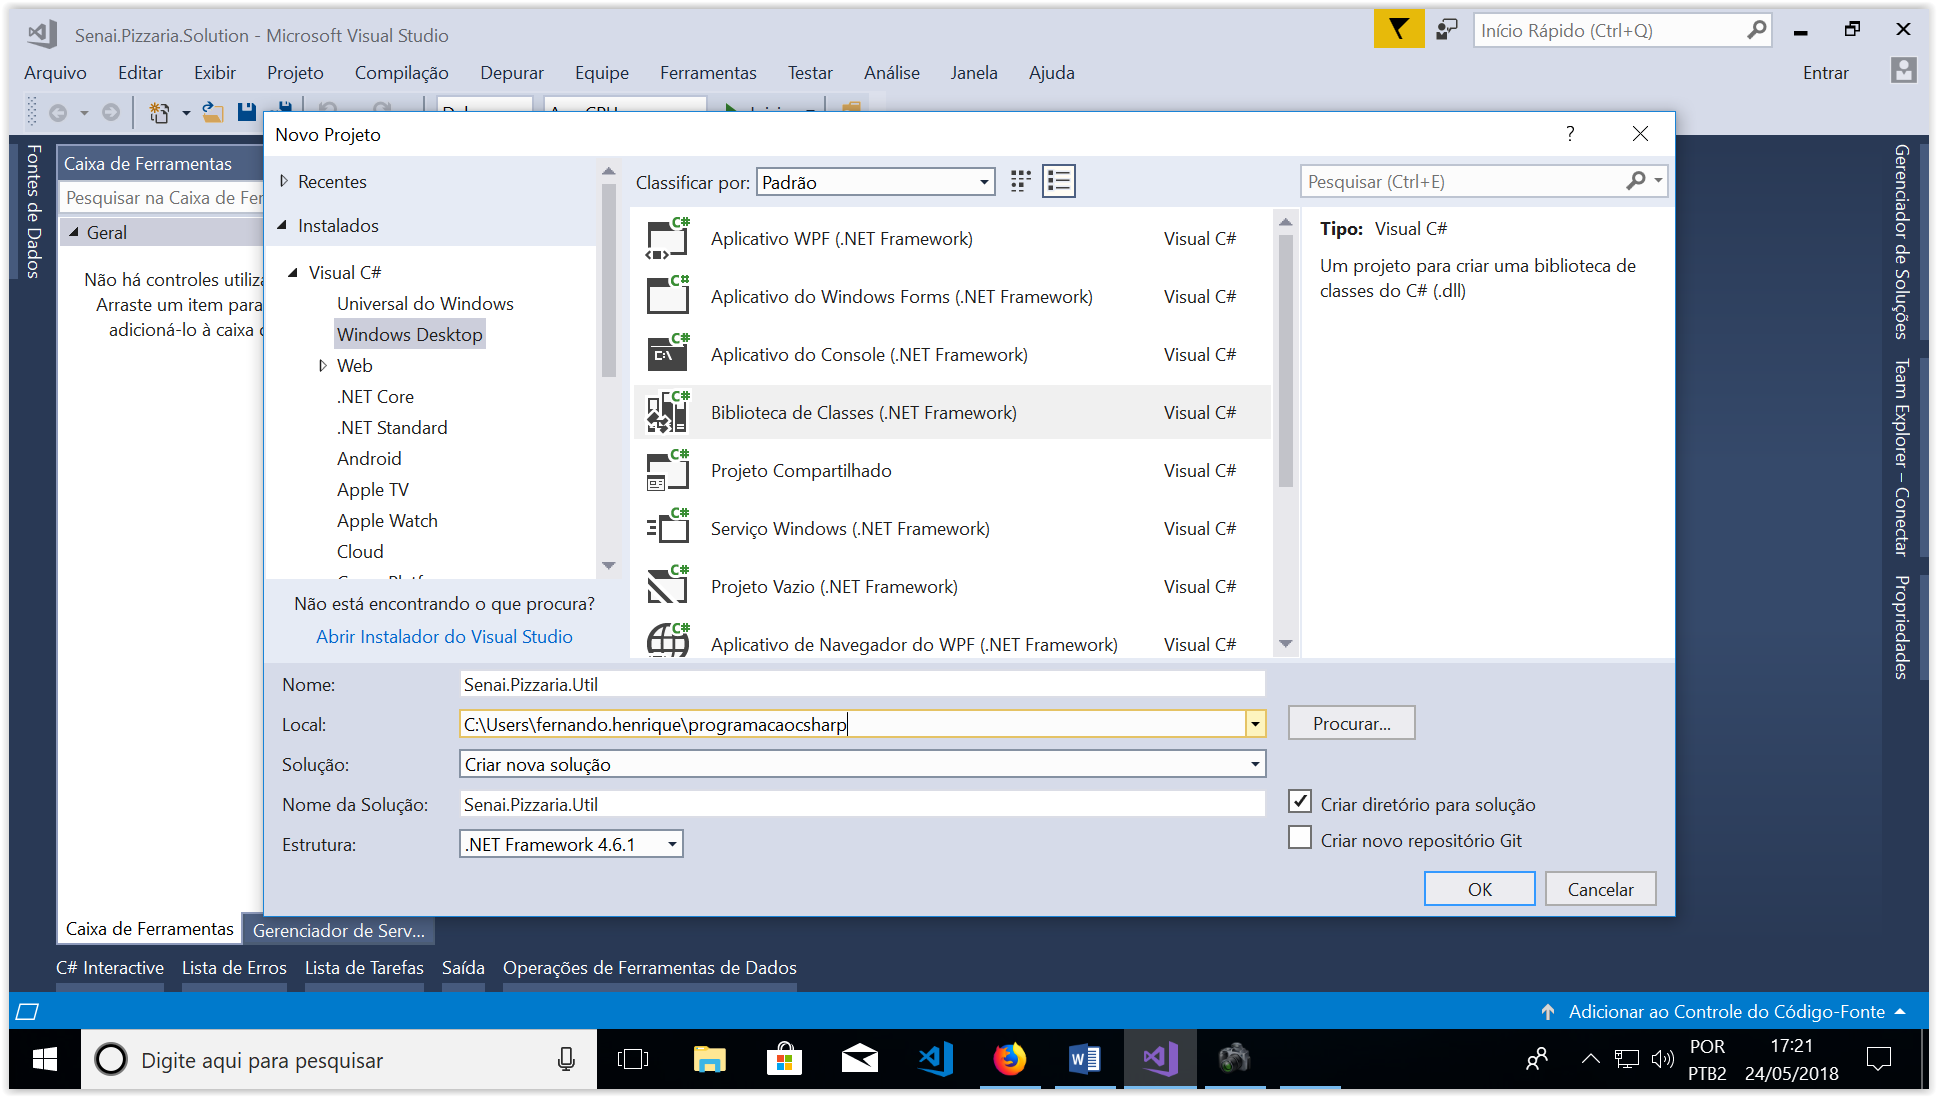 Senai.Pizzaria.Solution - Microsoft Visual Studio
Início Rápido (Ctrl+Q)
Arquivo Editar Exibir Projeto Compilação Depurar Equipe Ferramentas Testar Análise Janela Ajuda
Entrar
Novo Projeto
?
Fontes de Dados
Caixa de Ferramentas
Pesquisar na Caixa de Fer
Geral
Não há controles utiliza
Arraste um item para
adicioná-lo à caixa
Recentes
Instalados
Visual C#
Universal do Windows
Windows Desktop
Web
.NET Core
.NET Standard
Android
Apple TV
Apple Watch
Cloud
Não está encontrando o que procura?
Abrir Instalador do Visual Studio
Classificar por: Padrão
Aplicativo WPF (.NET Framework) Visual C#
Aplicativo do Windows Forms (.NET Framework) Visual C#
Aplicativo do Console (.NET Framework) Visual C#
Biblioteca de Classes (.NET Framework) Visual C#
Projeto Compartilhado Visual C#
Serviço Windows (.NET Framework) Visual C#
Projeto Vazio (.NET Framework) Visual C#
Aplicativo de Navegador do WPF (.NET Framework) Visual C#
Pesquisar (Ctrl+E)
Tipo: Visual C#
Um projeto para criar uma biblioteca de
classes do C# (.dll)
Nome: Senai.Pizzaria.Util
Local: C:\Users\fernando.henrique\programacaocsharp
Procurar...
Solução: Criar nova solução
Nome da Solução: Senai.Pizzaria.Util
Criar diretório para solução
Estrutura: .NET Framework 4.6.1
Criar novo repositório Git
OK Cancelar
Gerenciador de Soluções
Team Explorer – Conectar
Propriedades
Caixa de Ferramentas Gerenciador de Serv...
C# Interactive Lista de Erros Lista de Tarefas Saída Operações de Ferramentas de Dados
Adicionar ao Controle do Código-Fonte
Digite aqui para pesquisar
POR
PTB2
17:21
24/05/2018